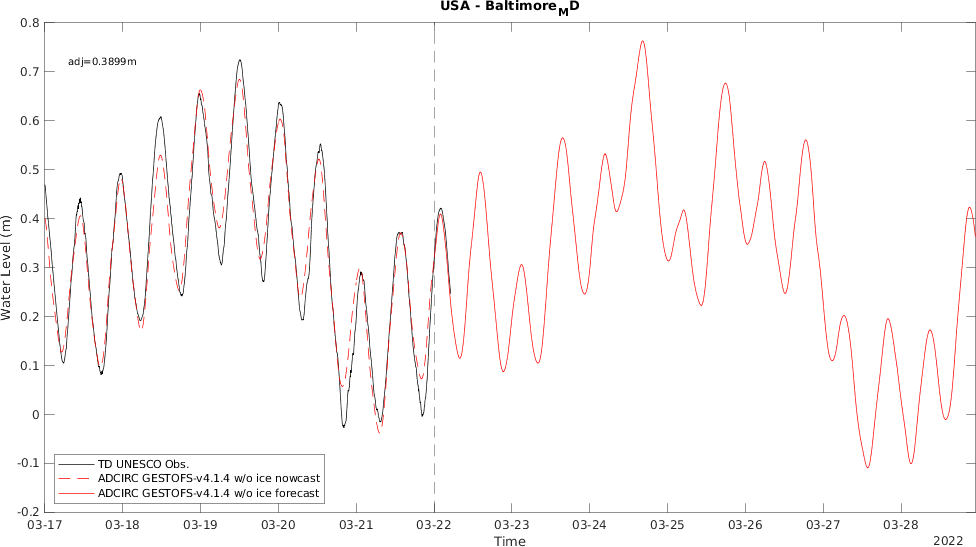 USA - Baltimore_MD
0.8
0.7
0.6
0.5
0.4
0.3
0.2
0.1
0
-0.1
-0.2
Water Level (m)
adj=0.3899m
TD UNESCO Obs.
ADCIRC GESTOFS-v4.1.4 w/o ice nowcast
ADCIRC GESTOFS-v4.1.4 w/o ice forecast
03-17 03-18 03-19 03-20 03-21 03-22 03-23 03-24 03-25 03-26 03-27 03-28
Time
2022